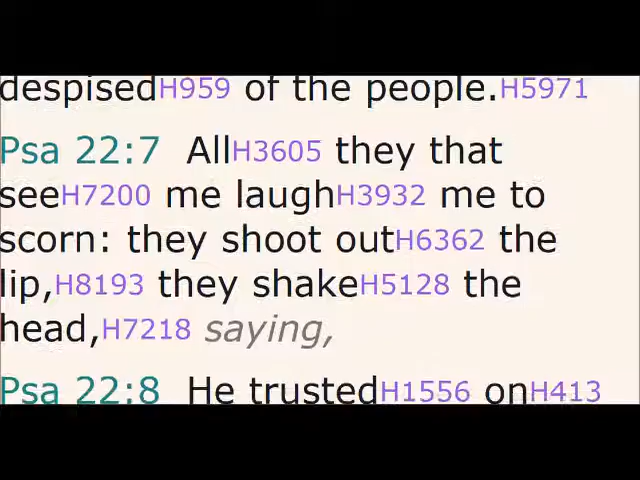 despisedH959 of the people.H5971
Psa 22:7 AllH3605 they that
seeH7200 me laughH3932 me to
scorn: they shoot outH6362 the
lip,H8193 they shakeH5128 the
head,H7218 saying,
Psa 22:8 He trustedH1556 onH413